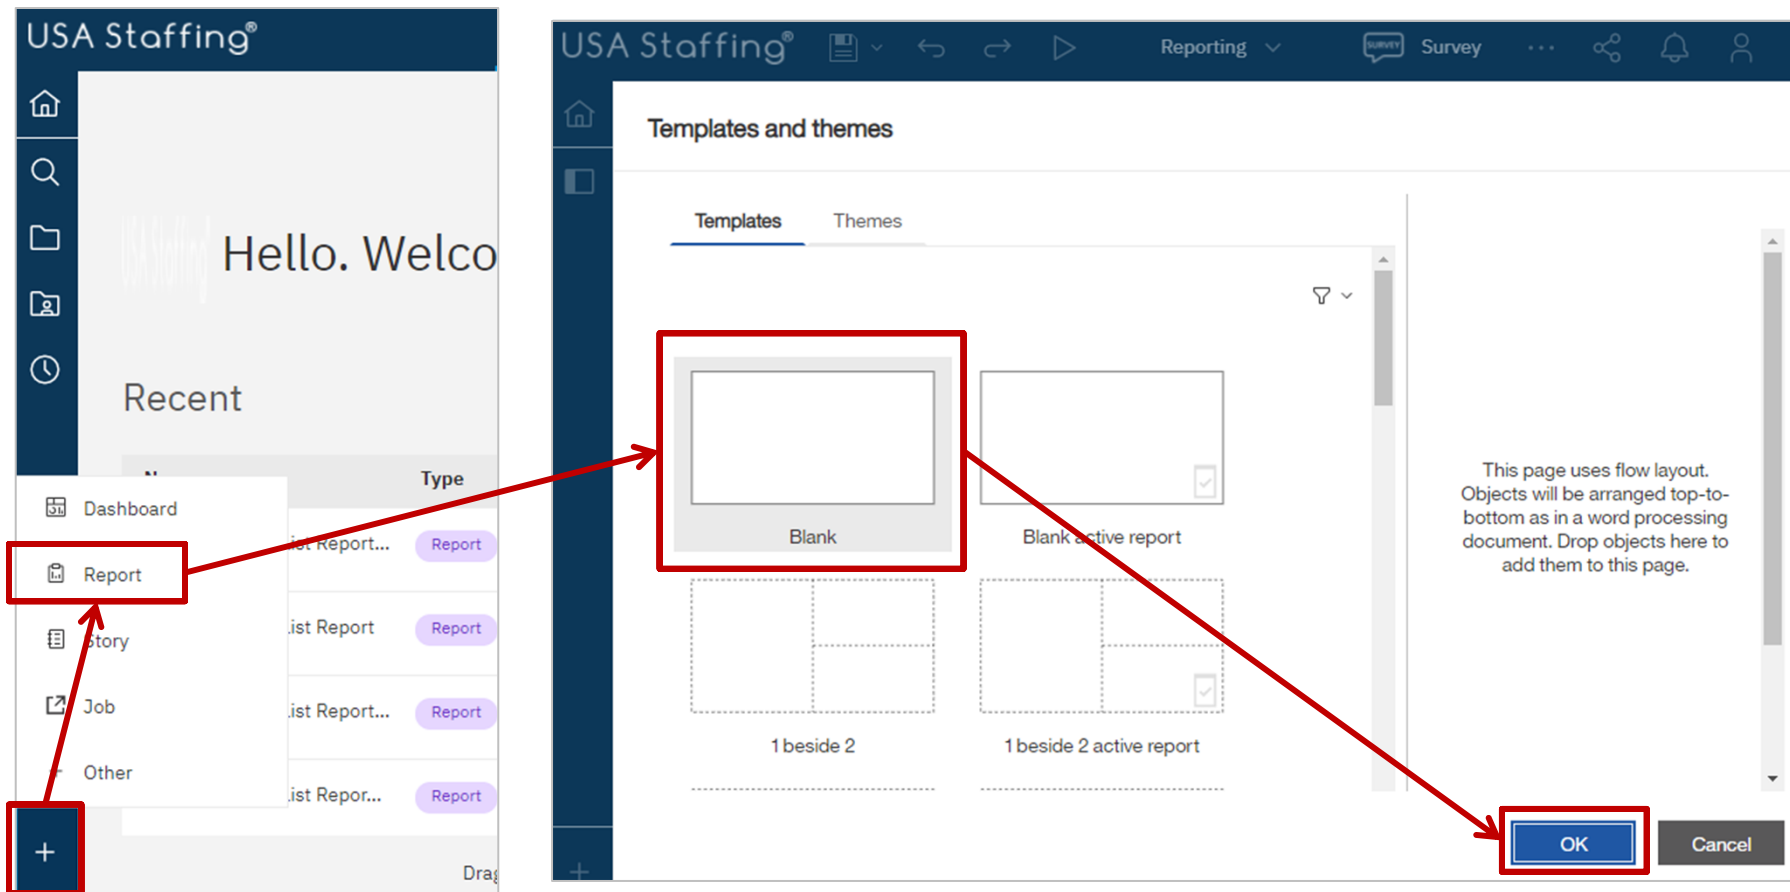 USA Staffing®
Hello. Welco
Recent
Type
Dashboard
Report
Story
Job
Other
ist Report... Report
ist Report Report
ist Report... Report
ist Repor... Report
Drag
USA Staffing®
Reporting
SURVEY Survey
Templates and themes
Templates Themes
Blank
Blank active report
1 beside 2
1 beside 2 active report
This page uses flow layout.
Objects will be arranged top-to-
bottom as in a word processing
document. Drop objects here to
add them to this page.
OK
Cancel